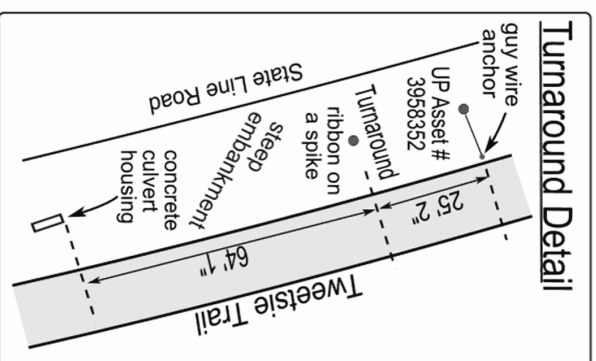 Turnaround Detail
guy wire
anchor
UP Asset #
3958352
Turnaround
ribbon on
a spike
State Line Road
steep
embankment
concrete
culvert
housing
25' 2"
64' 1"
Tweetsie Trail